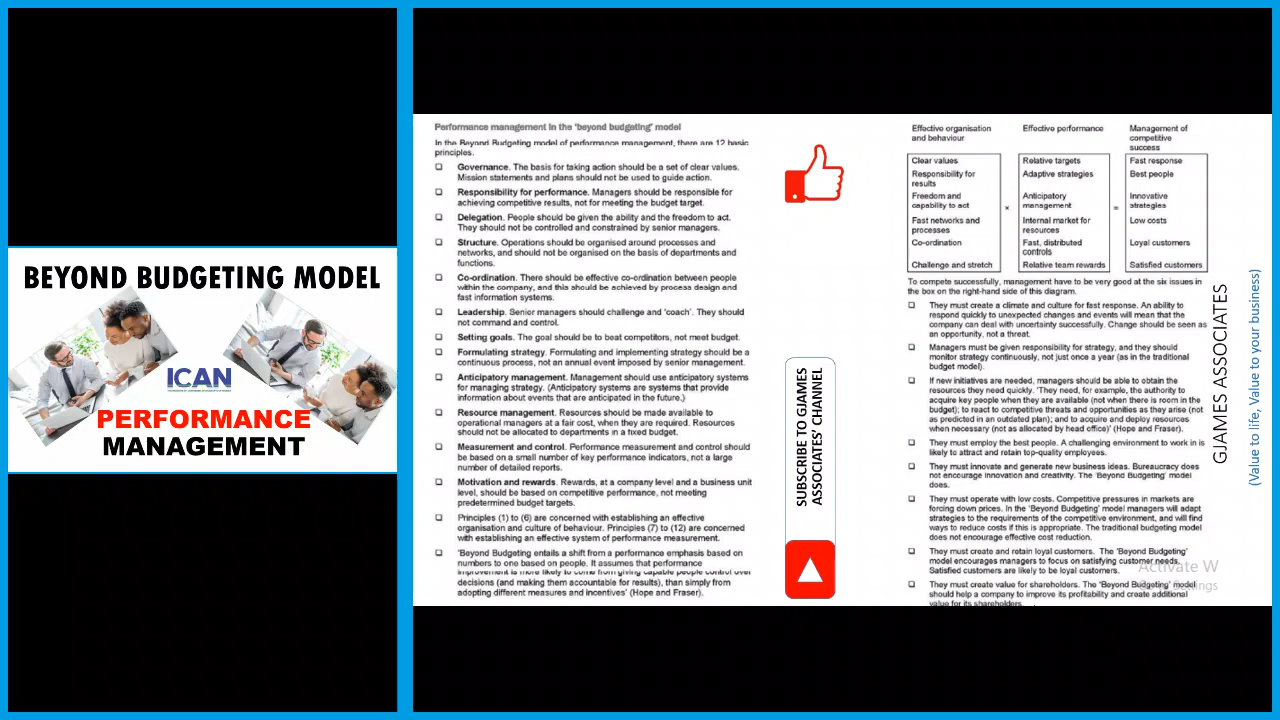 BEYOND BUDGETING MODEL
ICAN
PERFORMANCE
MANAGEMENT
Performance management in the 'beyond budgeting' model
In the Beyond Budgeting model of performance management, there are 12 basic
principles.
❑ Governance. The basis for taking action should be a set of clear values.
Mission statements and plans should not be used to guide action.
❑ Responsibility for performance. Managers should be responsible for
achieving competitive results, not for meeting the budget target.
❑ Delegation. People should be given the ability and the freedom to act.
They should not be controlled and constrained by senior managers.
❑ Structure. Operations should be organised around processes and
networks, and should not be organised on the basis of departments and
functions.
❑ Co-ordination. There should be effective co-ordination between people
within the company, and this should be achieved by process design and
fast information systems.
❑ Leadership. Senior managers should challenge and 'coach'. They should
not command and control.
❑ Setting goals. The goal should be to beat competitors, not meet budget.
❑ Formulating strategy. Formulating and implementing strategy should be a
continuous process, not an annual event imposed by senior management.
❑ Anticipatory management. Management should use anticipatory systems
for managing strategy. (Anticipatory systems are systems that provide
information about events that are anticipated in the future.)
❑ Resource management. Resources should be made available to
operational managers at a fair cost, when they are required. Resources
should not be allocated to departments in a fixed budget.
❑ Measurement and control. Performance measurement and control should
be based on a small number of key performance indicators, not a large
number of detailed reports.
❑ Motivation and rewards. Rewards, at a company level and a business unit
level, should be based on competitive performance, not meeting
predetermined budget targets.
❑ Principles (1) to (6) are concerned with establishing an effective
organisation and culture of behaviour. Principles (7) to (12) are concerned
with establishing an effective system of performance measurement.
❑ 'Beyond Budgeting entails a shift from a performance emphasis based on
numbers to one based on people. It assumes that performance
improvement is more likely to come from giving capable people control over
decisions (and making them accountable for results), than simply from
adopting different measures and incentives' (Hope and Fraser).
SUBSCRIBE TO GJAMES
ASSOCIATES' CHANNEL
Effective organisation
and behaviour
Effective performance
Management of
competitive
success
Clear values
Responsibility for
results
Freedom and
capability to act
Fast networks and
processes
Co-ordination
Challenge and stretch
×
Relative targets
Adaptive strategies
Anticipatory
management
Internal market for
resources
Fast, distributed
controls
Relative team rewards
=
Fast response
Best people
Innovative
strategies
Low costs
Loyal customers
Satisfied customers
To compete successfully, management have to be very good at the six issues in
the box on the right-hand side of this diagram.
❑ They must create a climate and culture for fast response. An ability to
respond quickly to unexpected changes and events will mean that the
company can deal with uncertainty successfully. Change should be seen as
an opportunity, not a threat.
❑ Managers must be given responsibility for strategy, and they should
monitor strategy continuously, not just once a year (as in the traditional
budget model).
❑ If new initiatives are needed, managers should be able to obtain the
resources they need quickly. 'They need, for example, the authority to
acquire key people when they are available (not when there is room in the
budget); to react to competitive threats and opportunities as they arise (not
as predicted in an outdated plan); and to acquire and deploy resources
when necessary (not as allocated by head office)' (Hope and Fraser).
❑ They must employ the best people. A challenging environment to work in is
likely to attract and retain top-quality employees.
❑ They must innovate and generate new business ideas. Bureaucracy does
not encourage innovation and creativity. The 'Beyond Budgeting' model
does.
❑ They must operate with low costs. Competitive pressures in markets are
forcing down prices. In the 'Beyond Budgeting' model managers will adapt
strategies to the requirements of the competitive environment, and will find
ways to reduce costs if this is appropriate. The traditional budgeting model
does not encourage effective cost reduction.
❑ They must create and retain loyal customers. The 'Beyond Budgeting'
model encourages managers to focus on satisfying customer needs.
Satisfied customers are likely to be loyal customers.
❑ They must create value for shareholders. The 'Beyond Budgeting' model
should help a company to improve its profitability and create additional
value for its shareholders.
Activate W
GJAMES ASSOCIATES
(Value to life, Value to your business)